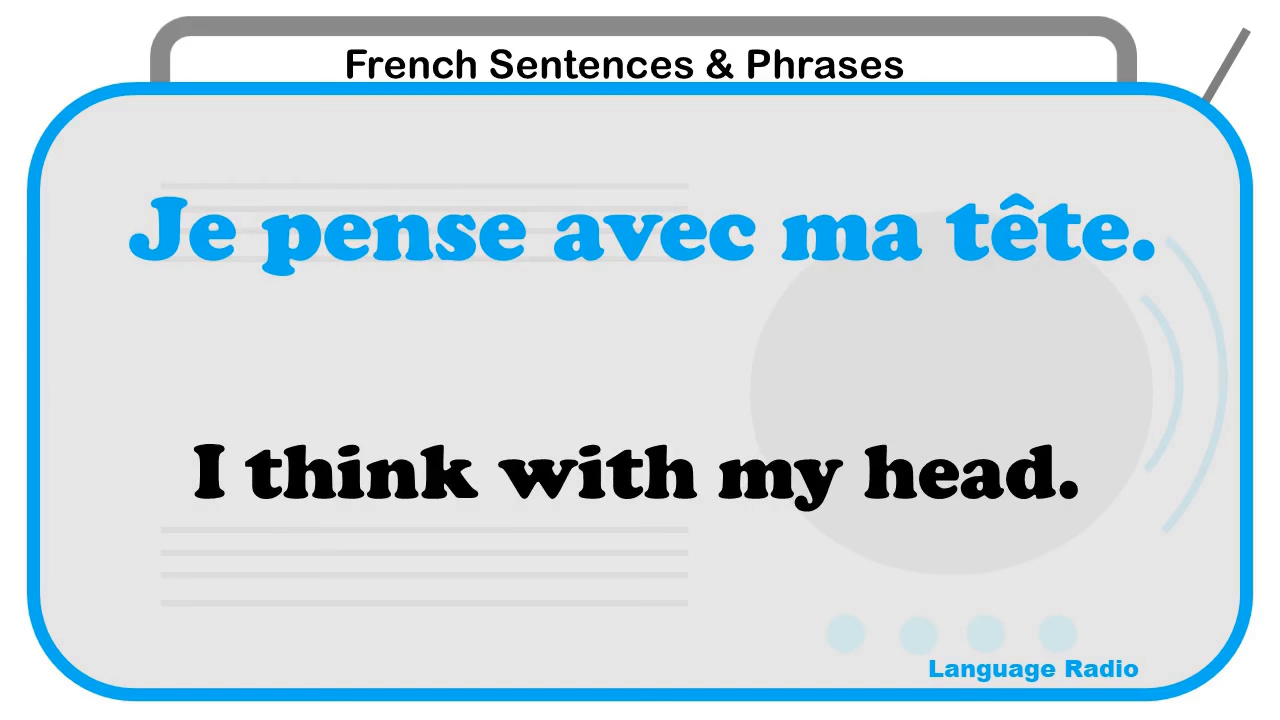 French Sentences & Phrases
Je pense avec ma tête.
I think with my head.
Language Radio